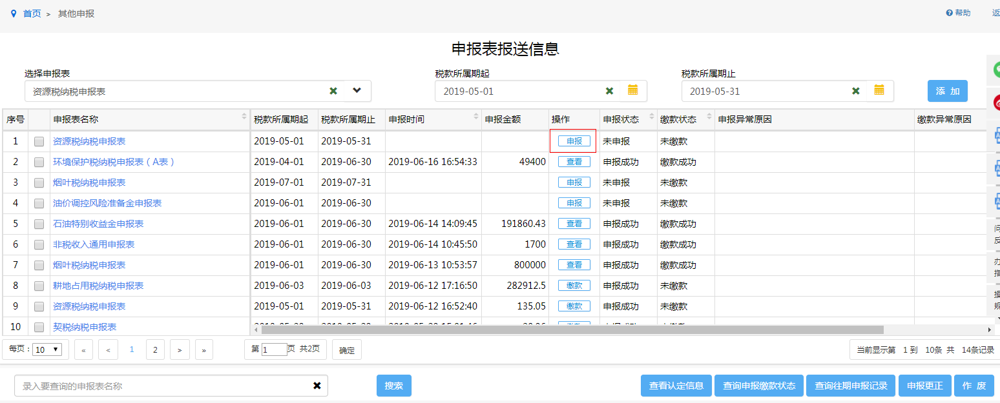 首页 > 其他申报
帮助 返
申报表报送信息
选择申报表 税款所属期起 税款所属期止
资源税纳税申报表 2019-05-01 2019-05-31 添 加
序号 申报表名称 税款所属期起 税款所属期止 申报时间 申报金额 操作 申报状态 缴款状态 申报异常原因 缴款异常原因
1 资源税纳税申报表 2019-05-01 2019-05-31 申报 未申报 未缴款
2 环境保护税纳税申报表（A表） 2019-04-01 2019-06-30 2019-06-16 16:54:33 49400 查看 申报成功 缴款成功
3 烟叶税纳税申报表 2019-07-01 2019-07-31 申报 未申报 未缴款
4 油价调控风险准备金申报表 2019-06-01 2019-06-30 申报 未申报 未缴款
5 石油特别收益金申报表 2019-06-01 2019-06-30 2019-06-14 14:09:45 191860.43 查看 申报成功 缴款成功
6 非税收入通用申报表 2019-06-01 2019-06-30 2019-06-14 10:45:50 1700 查看 申报成功 缴款成功
7 烟叶税纳税申报表 2019-06-01 2019-06-30 2019-06-13 10:53:57 800000 查看 申报成功 缴款成功
8 耕地占用税纳税申报表 2019-06-03 2019-06-03 2019-06-12 17:16:50 282912.5 缴款 申报成功 未缴款
9 资源税纳税申报表 2019-05-01 2019-05-31 2019-06-12 16:52:40 135.05 缴款 申报成功 未缴款
10 契税纳税申报表
每页： 10 « < 1 2 > » 第 1 页 共2页 确定 当前显示第 1 到 10条 共 14条记录
录入要查询的申报表名称 搜索 查看认定信息 查询申报缴款状态 查询往期申报记录 申报更正 作 废
问
反
办
指
操
规